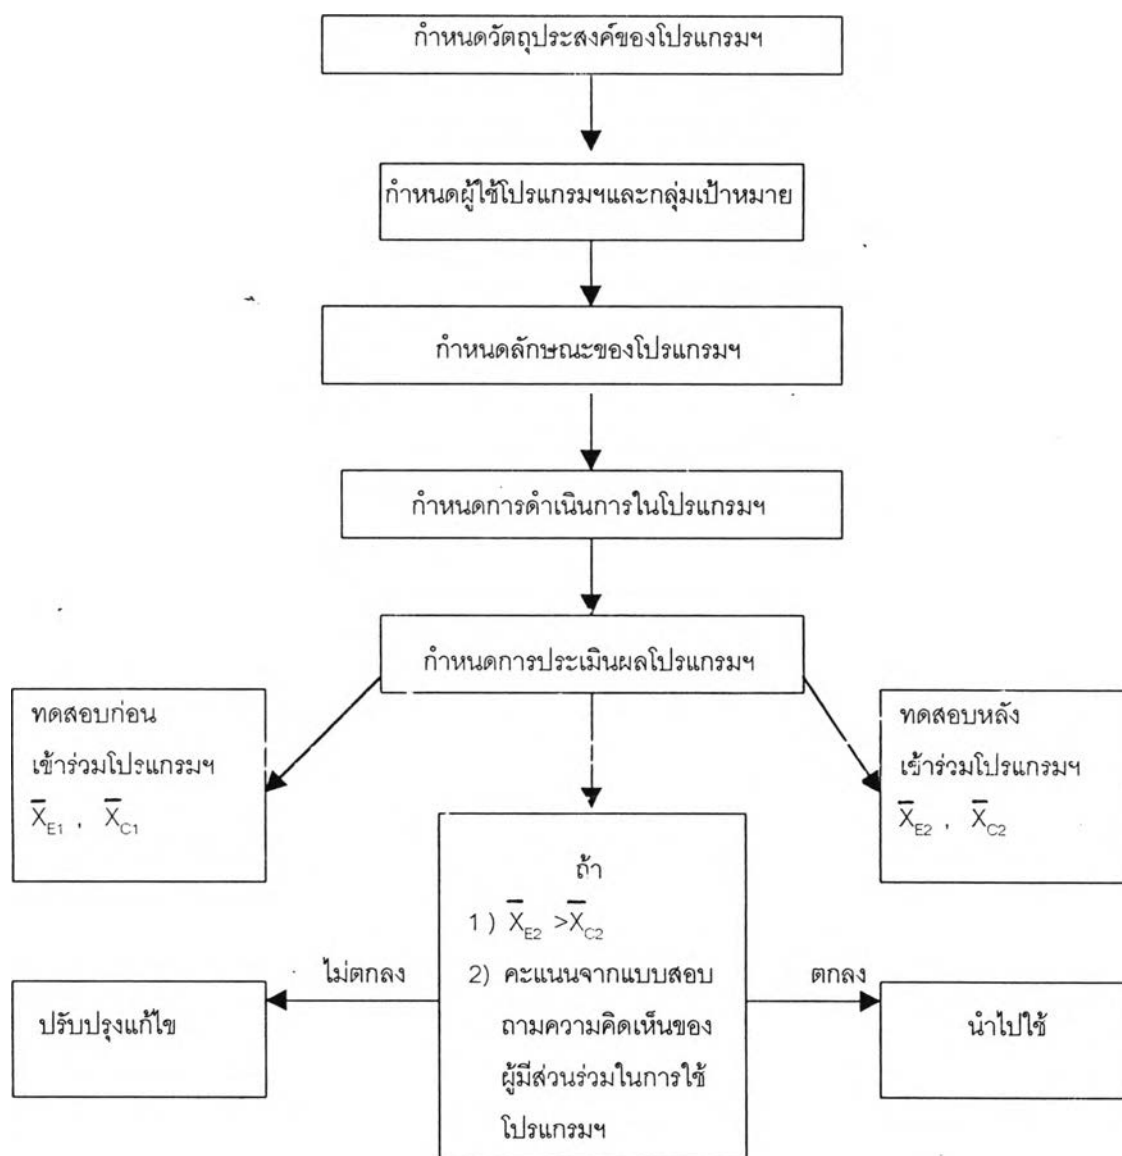 กำหนดวัตถุประสงค์ของโปรแกรมฯ
กำหนดผู้ใช้โปรแกรมฯและกลุ่มเป้าหมาย
กำหนดลักษณะของโปรแกรมฯ
กำหนดการดำเนินการในโปรแกรมฯ
กำหนดการประเมินผลโปรแกรมฯ
ทดสอบก่อน
เข้าร่วมโปรแกรมฯ
X̄E1 , X̄C1
ทดสอบหลัง
เข้าร่วมโปรแกรมฯ
X̄E2 , X̄C2
ถ้า
1) X̄E2 >X̄C2
2) คะแนนจากแบบสอบ
ถามความคิดเห็นของ
ผู้มีส่วนร่วมในการใช้
โปรแกรมฯ
ไม่ตกลง
ปรับปรุงแก้ไข
ตกลง
นำไปใช้